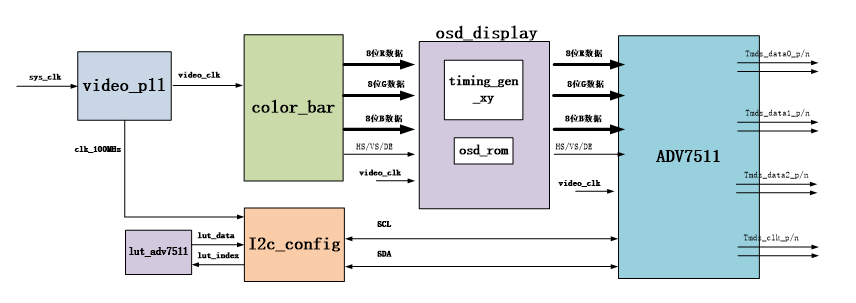 sys_clk
video_pll
video_clk
clk_100MHz
color_bar
8位R数据
8位G数据
8位B数据
HS/VS/DE
video_clk
osd_display
timing_gen
_xy
osd_rom
8位R数据
8位G数据
8位B数据
HS/VS/DE
video_clk
ADV7511
Tmds_data0_p/n
Tmds_data1_p/n
Tmds_data2_p/n
Tmds_clk_p/n
lut_adv7511
lut_data
lut_index
I2c_config
SCL
SDA